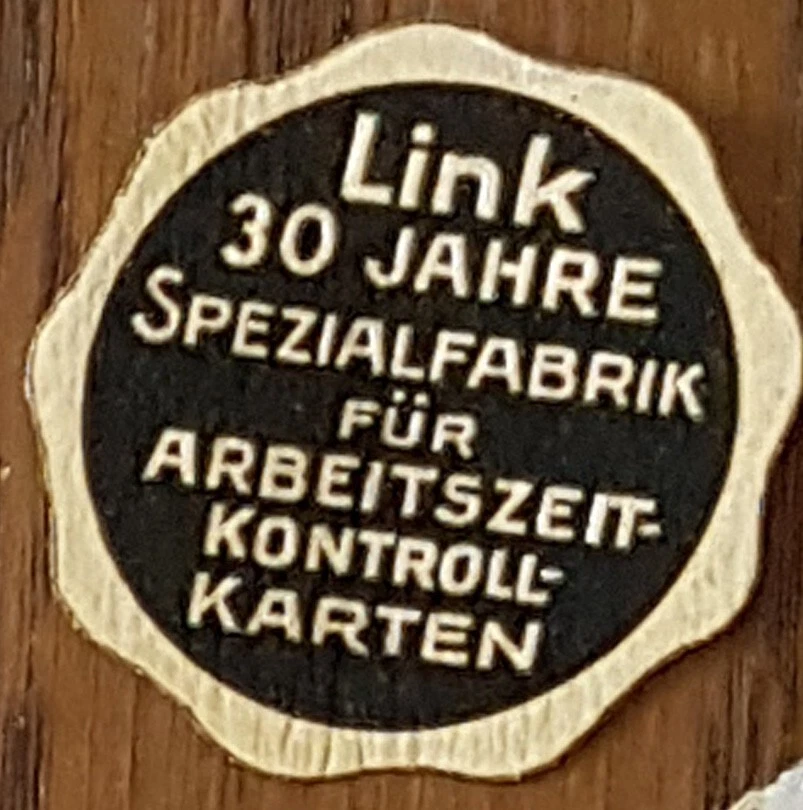 Link
30 JAHRE
SPEZIALFABRIK
FÜR
ARBEITSZEIT-
KONTROLL-
KARTEN